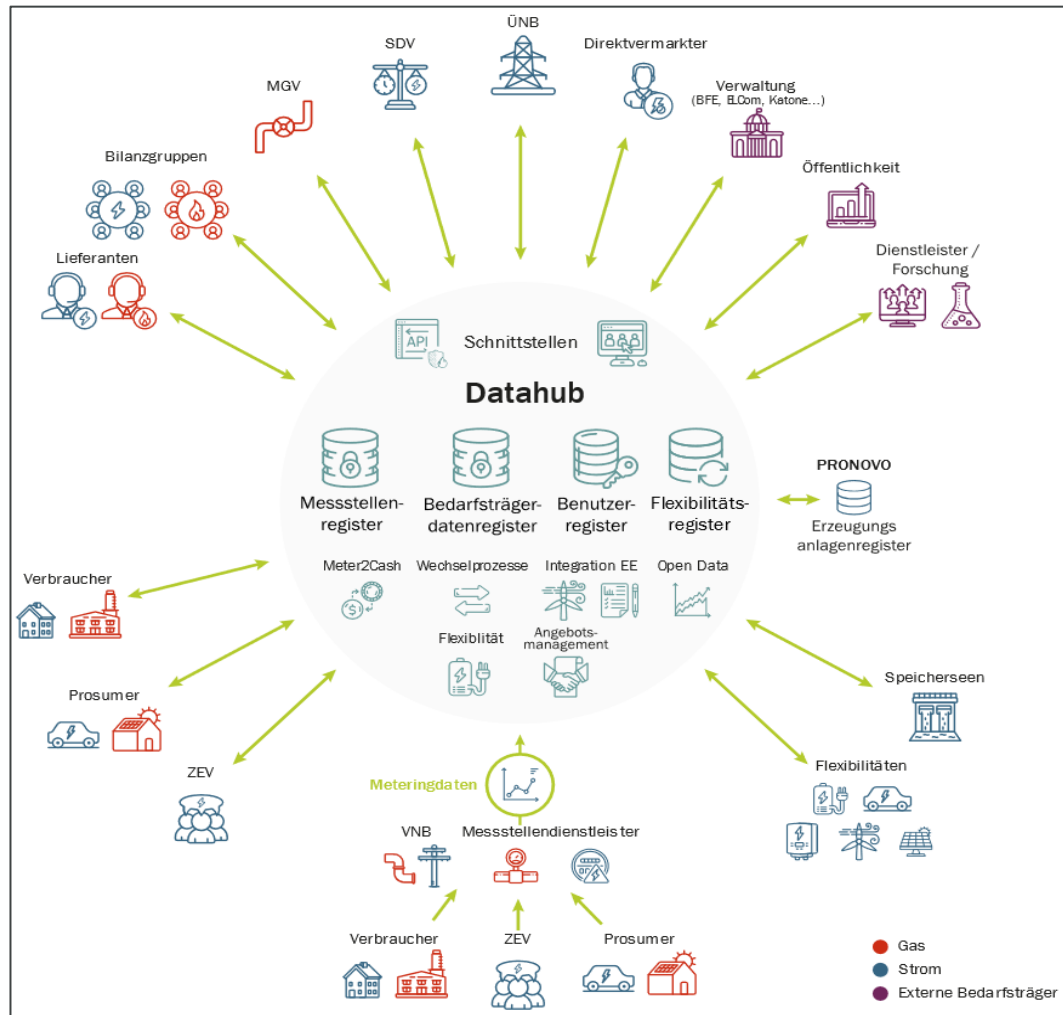 ÜNB
SDV
Direktvermarkter
MGV
Verwaltung
(BFE, ELCom, Katone...)
Bilanzgruppen
Öffentlichkeit
Lieferanten
Dienstleister /
Forschung
API
Schnittstellen
Datahub
Messstellen-
register
Bedarfsträger-
datenregister
Benutzer-
register
Flexibilitäts-
register
PRONOVO
Erzeugungs
anlagenregister
Meter2Cash
Wechselprozesse
Integration EE
Open Data
Verbraucher
Flexiblität
Angebots-
management
Prosumer
Speicherseen
ZEV
Meteringdaten
Flexibilitäten
VNB
Messstellendienstleister
Verbraucher
ZEV
Prosumer
Gas
Strom
Externe Bedarfsträger